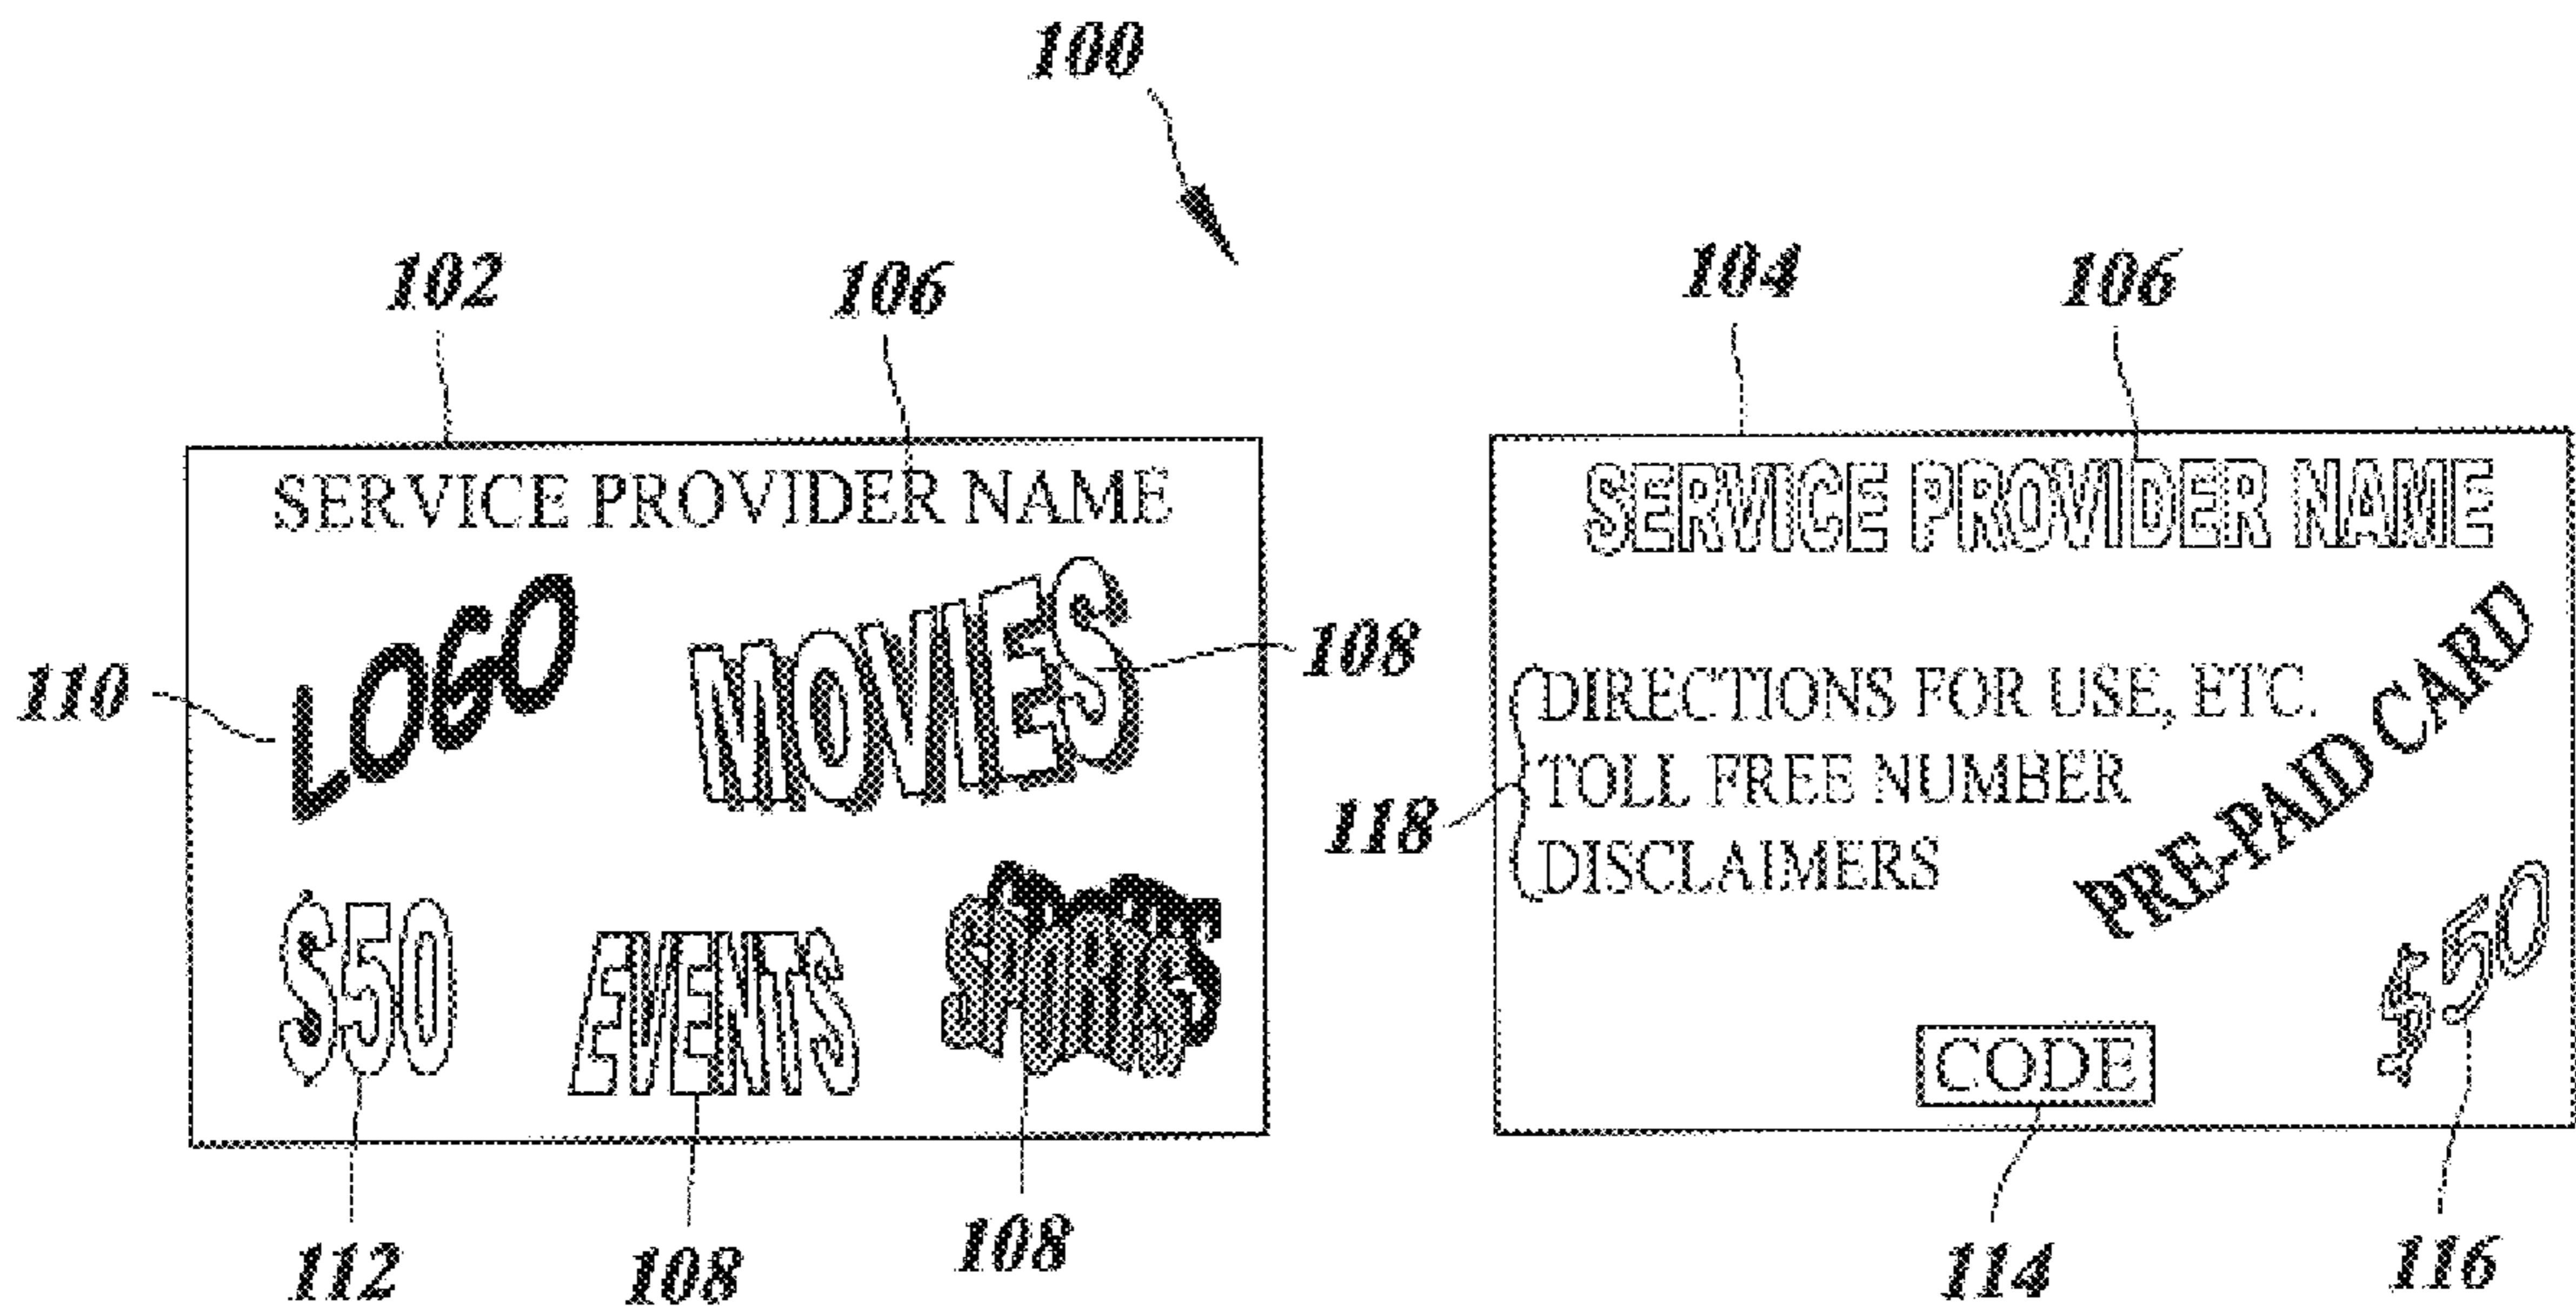 100
102
106
104
106
SERVICE PROVIDER NAME
LOGO
MOVIES
110
108
$50
EVENTS
SPORTS
112
108
108
SERVICE PROVIDER NAME
DIRECTIONS FOR USE, ETC.
TOLL FREE NUMBER
DISCLAIMERS
118
PRE-PAID CARD
$50
CODE
114
116